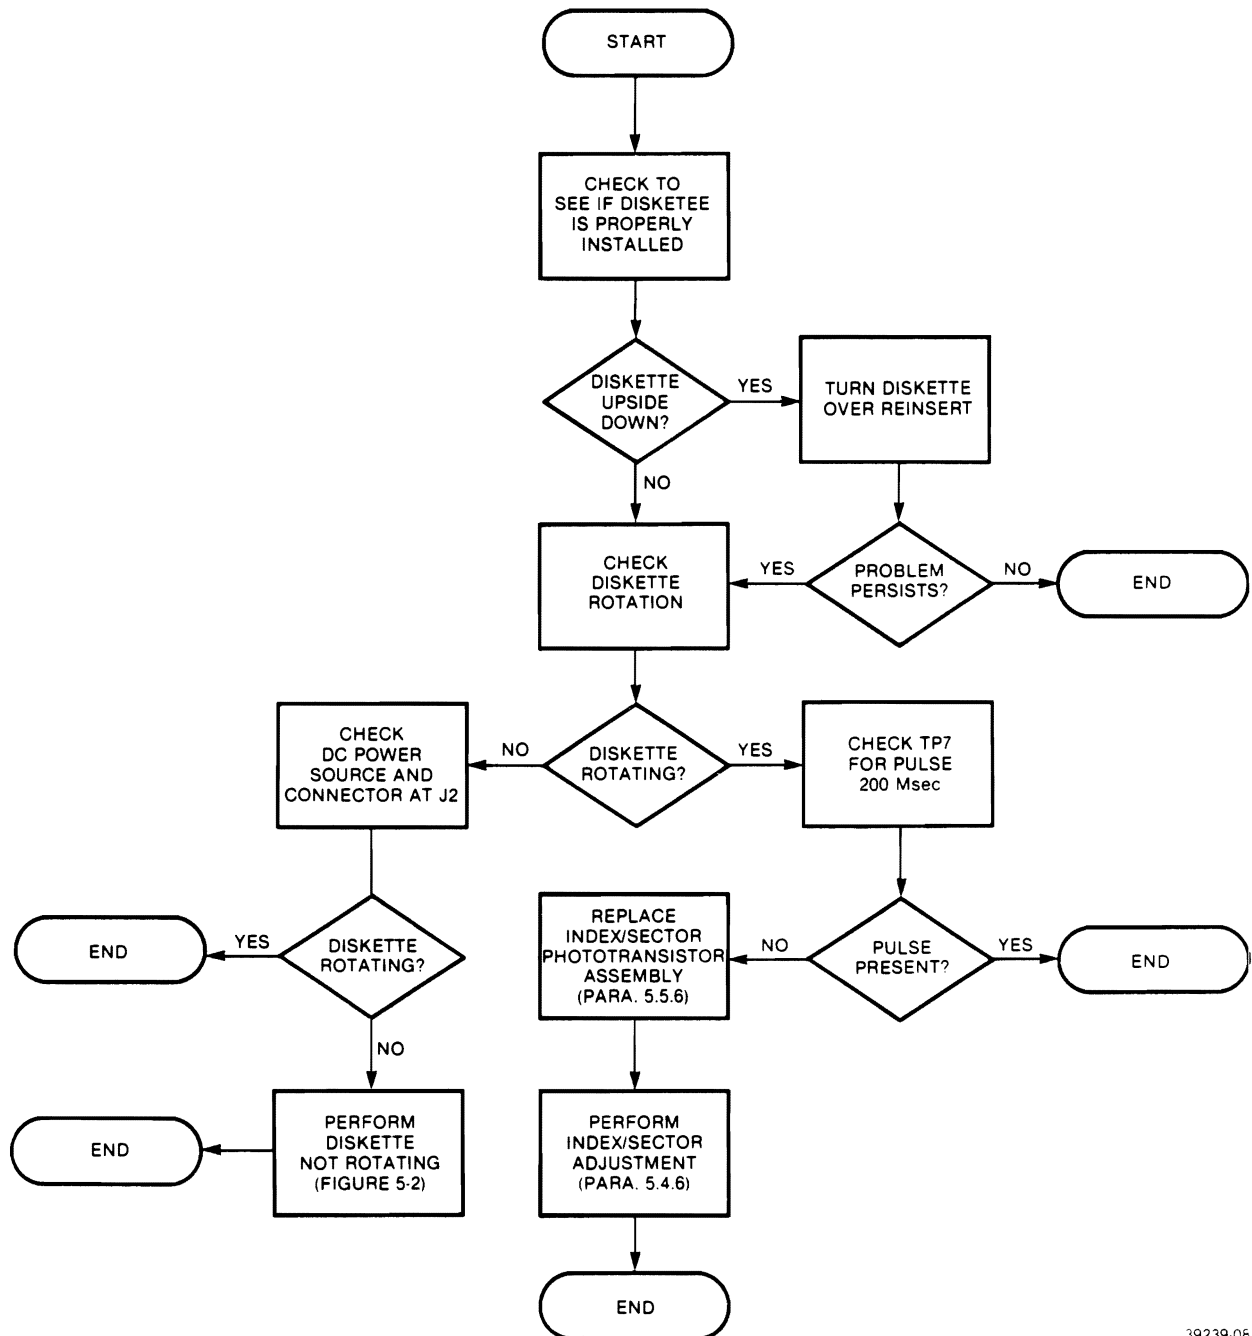 START
CHECK TO
SEE IF DISKETEE
IS PROPERLY
INSTALLED
DISKETTE
UPSIDE
DOWN?
YES
TURN DISKETTE
OVER REINSERT
NO
CHECK
DISKETTE
ROTATION
YES
PROBLEM
PERSISTS?
NO
END
CHECK
DC POWER
SOURCE AND
CONNECTOR AT J2
NO
DISKETTE
ROTATING?
YES
CHECK TP7
FOR PULSE
200 Msec
END
YES
DISKETTE
ROTATING?
REPLACE
INDEX/SECTOR
PHOTOTRANSISTOR
ASSEMBLY
(PARA. 5.5.6)
NO
PULSE
PRESENT?
YES
END
NO
END
PERFORM
DISKETTE
NOT ROTATING
(FIGURE 5-2)
PERFORM
INDEX/SECTOR
ADJUSTMENT
(PARA. 5.4.6)
END